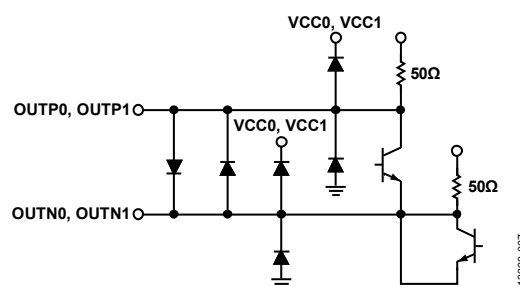 VCC0, VCC1
50Ω
OUTP0, OUTP1
VCC0, VCC1
50Ω
OUTN0, OUTN1